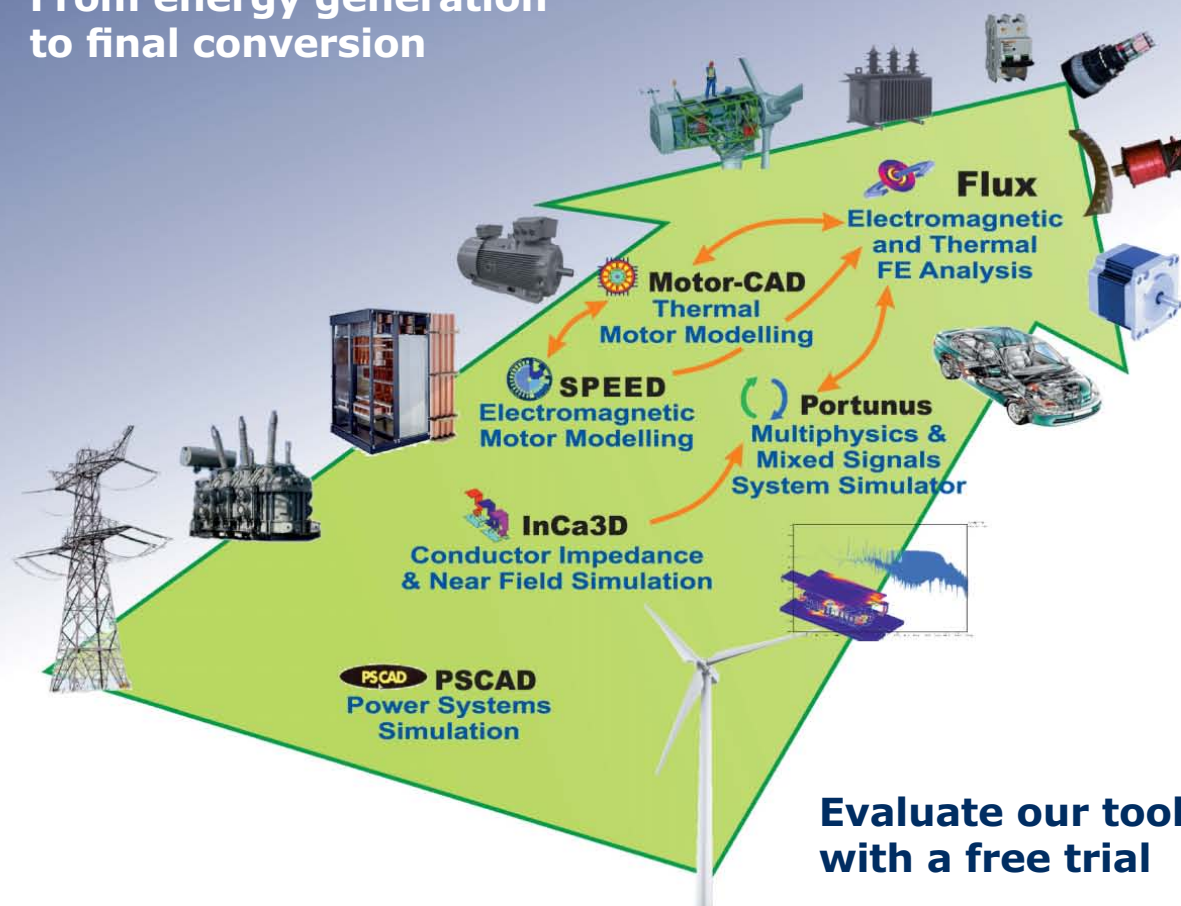 From energy generation
to final conversion
Flux
Electromagnetic
and Thermal
FE Analysis
Motor-CAD
Thermal
Motor Modelling
SPEED
Electromagnetic
Motor Modelling
Portunus
Multiphysics &
Mixed Signals
System Simulator
InCa3D
Conductor Impedance
& Near Field Simulation
PSCAD PSCAD
Power Systems
Simulation
Evaluate our tool
with a free trial